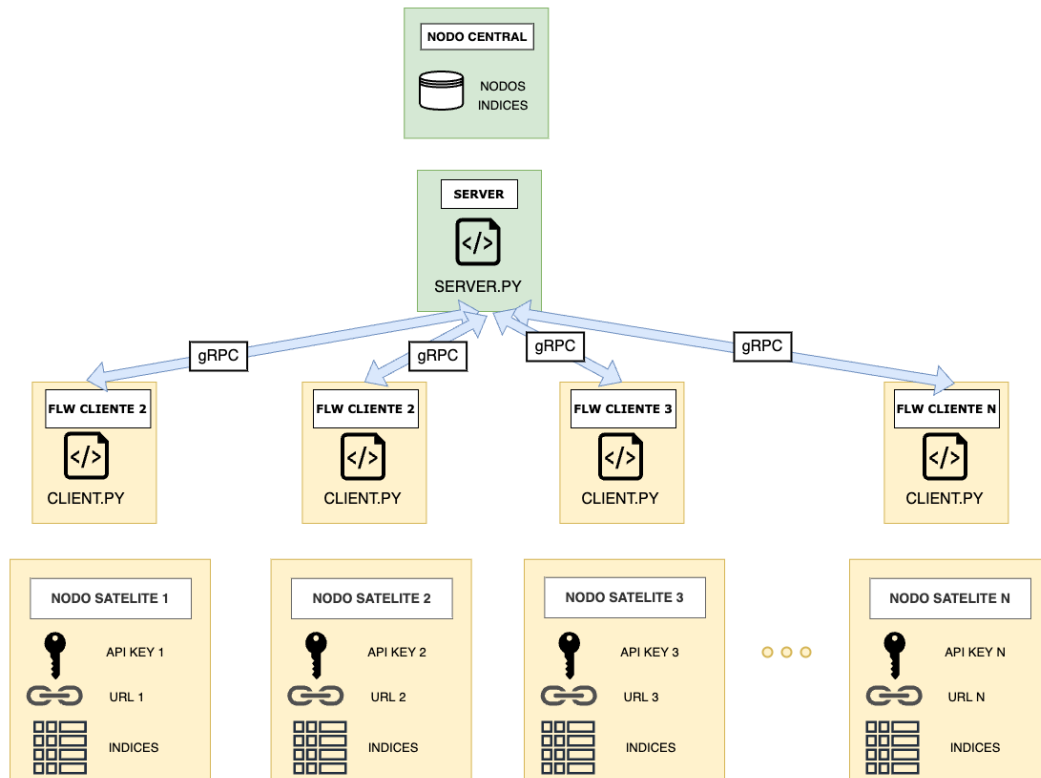 NODO CENTRAL
NODOS
INDICES
SERVER
SERVER.PY
gRPC
gRPC
gRPC
gRPC
FLW CLIENTE 2
FLW CLIENTE 2
FLW CLIENTE 3
FLW CLIENTE N
CLIENT.PY
CLIENT.PY
CLIENT.PY
CLIENT.PY
NODO SATELITE 1
NODO SATELITE 2
NODO SATELITE 3
NODO SATELITE N
API KEY 1
API KEY 2
API KEY 3
API KEY N
URL 1
URL 2
URL 3
URL N
INDICES
INDICES
INDICES
INDICES